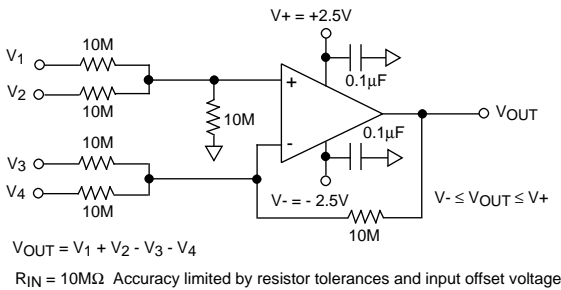 V+ = +2.5V
V1
10M
0.1µF
V2
10M
10M
+
-
VOUT
0.1µF
V3
10M
V4
10M
V- = - 2.5V
V- ≤ VOUT ≤ V+
10M
VOUT = V1 + V2 - V3 - V4
RIN = 10MΩ Accuracy limited by resistor tolerances and input offset voltage